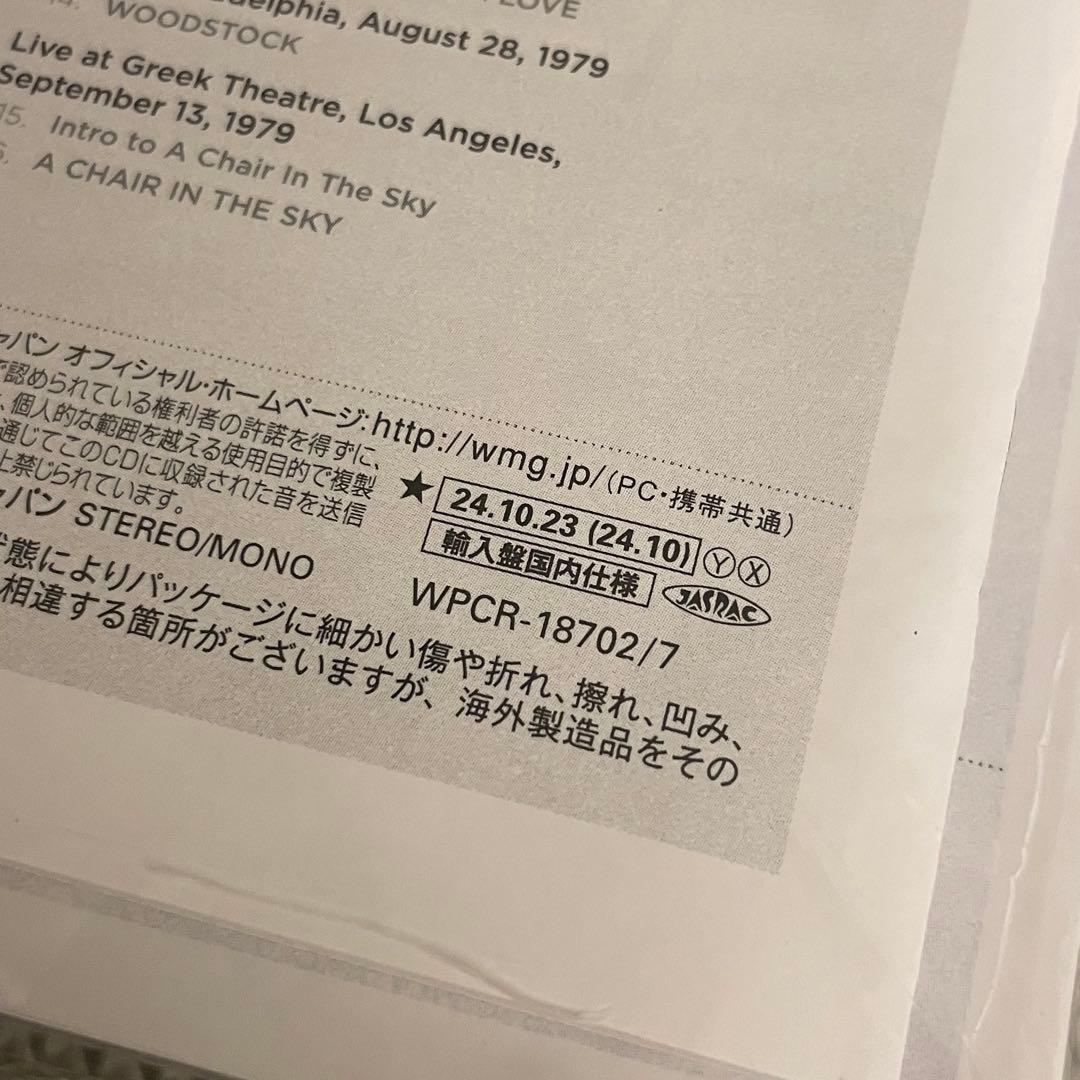 LOVE
14. WOODSTOCK
Philadelphia, August 28, 1979
Live at Greek Theatre, Los Angeles,
September 13, 1979
15. Intro to A Chair In The Sky
A CHAIR IN THE SKY
ャパン オフィシャル・ホームページ:http://wmg.jp/(PC・携帯共通)
で認められている権利者の許諾を得ずに、
、個人的な範囲を越える使用目的で複製
通じてこのCDに収録された音を送信
上禁じられています。
★ 24.10.23 (24.10) Ⓨ Ⓧ
輸入盤国内仕様 JASRAC
ャパン STEREO/MONO
WPCR-18702/7
状態によりパッケージに細かい傷や折れ、擦れ、凹み、
相違する箇所がございますが、海外製造品をその